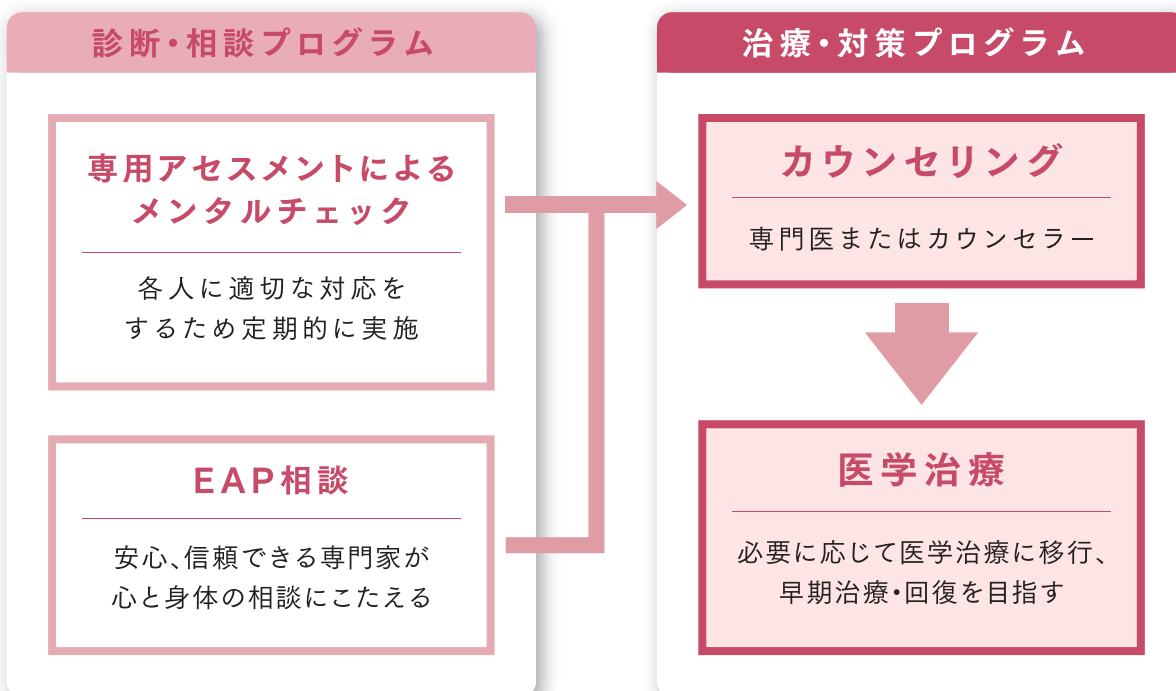 診断・相談プログラム
専用アセスメントによる
メンタルチェック
各人に適切な対応を
するため定期的に実施
EAP相談
安心、信頼できる専門家が
心と身体の相談にこたえる
治療・対策プログラム
カウンセリング
専門医またはカウンセラー
医学治療
必要に応じて医学治療に移行、
早期治療・回復を目指す